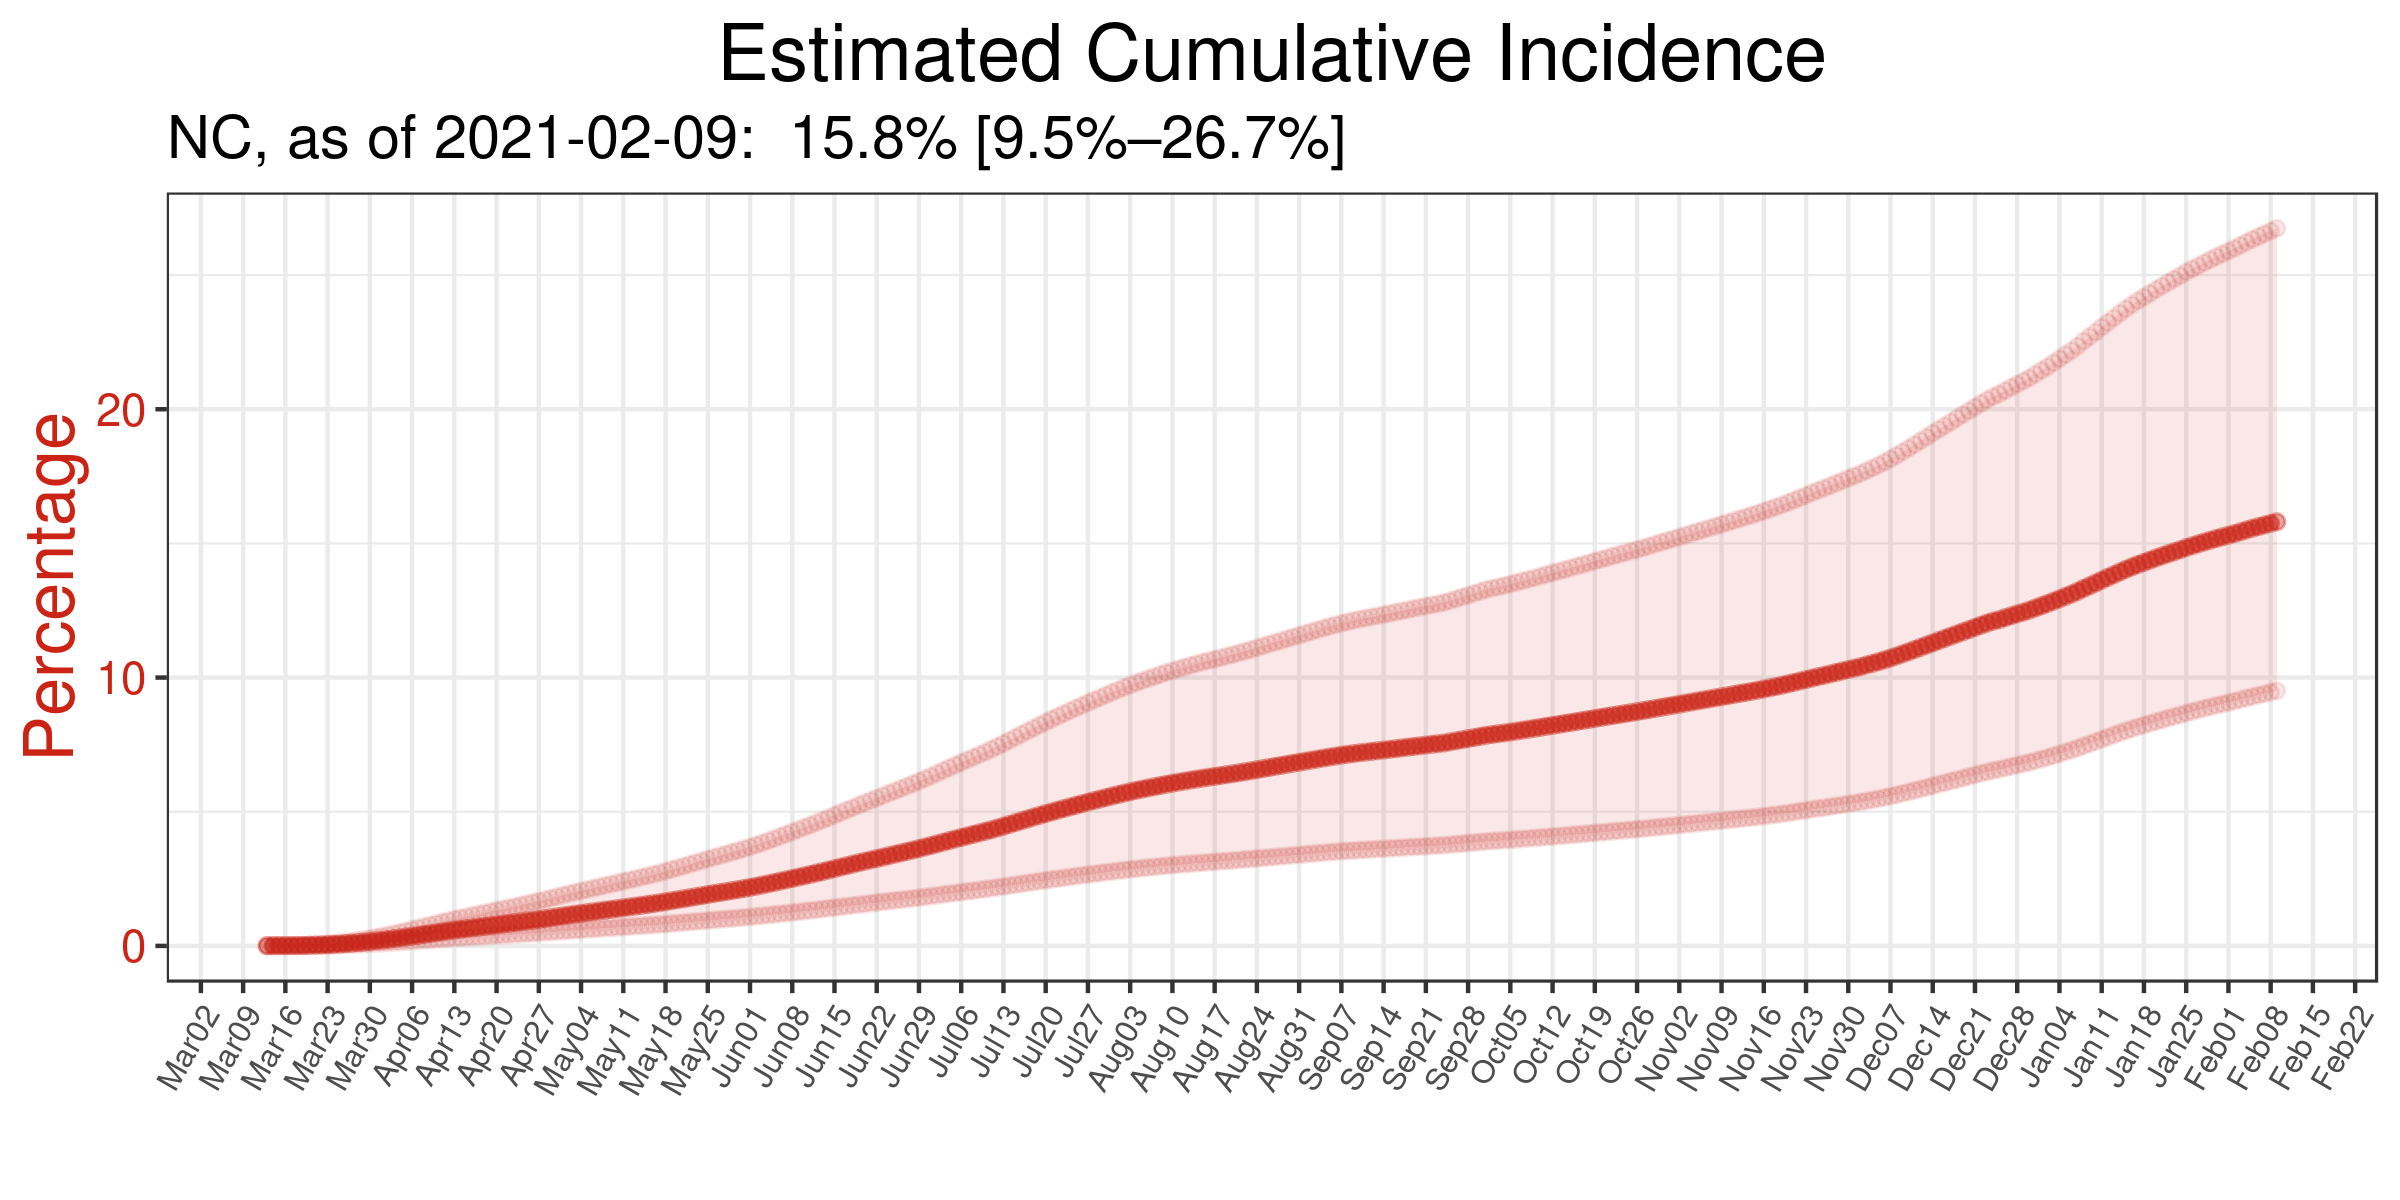 Estimated Cumulative Incidence
NC, as of 2021-02-09:  15.8% [9.5%–26.7%]
Percentage
20
10
0
Mar02
Mar09
Mar16
Mar23
Mar30
Apr06
Apr13
Apr20
Apr27
May04
May11
May18
May25
Jun01
Jun08
Jun15
Jun22
Jun29
Jul06
Jul13
Jul20
Jul27
Aug03
Aug10
Aug17
Aug24
Aug31
Sep07
Sep14
Sep21
Sep28
Oct05
Oct12
Oct19
Oct26
Nov02
Nov09
Nov16
Nov23
Nov30
Dec07
Dec14
Dec21
Dec28
Jan04
Jan11
Jan18
Jan25
Feb01
Feb08
Feb15
Feb22